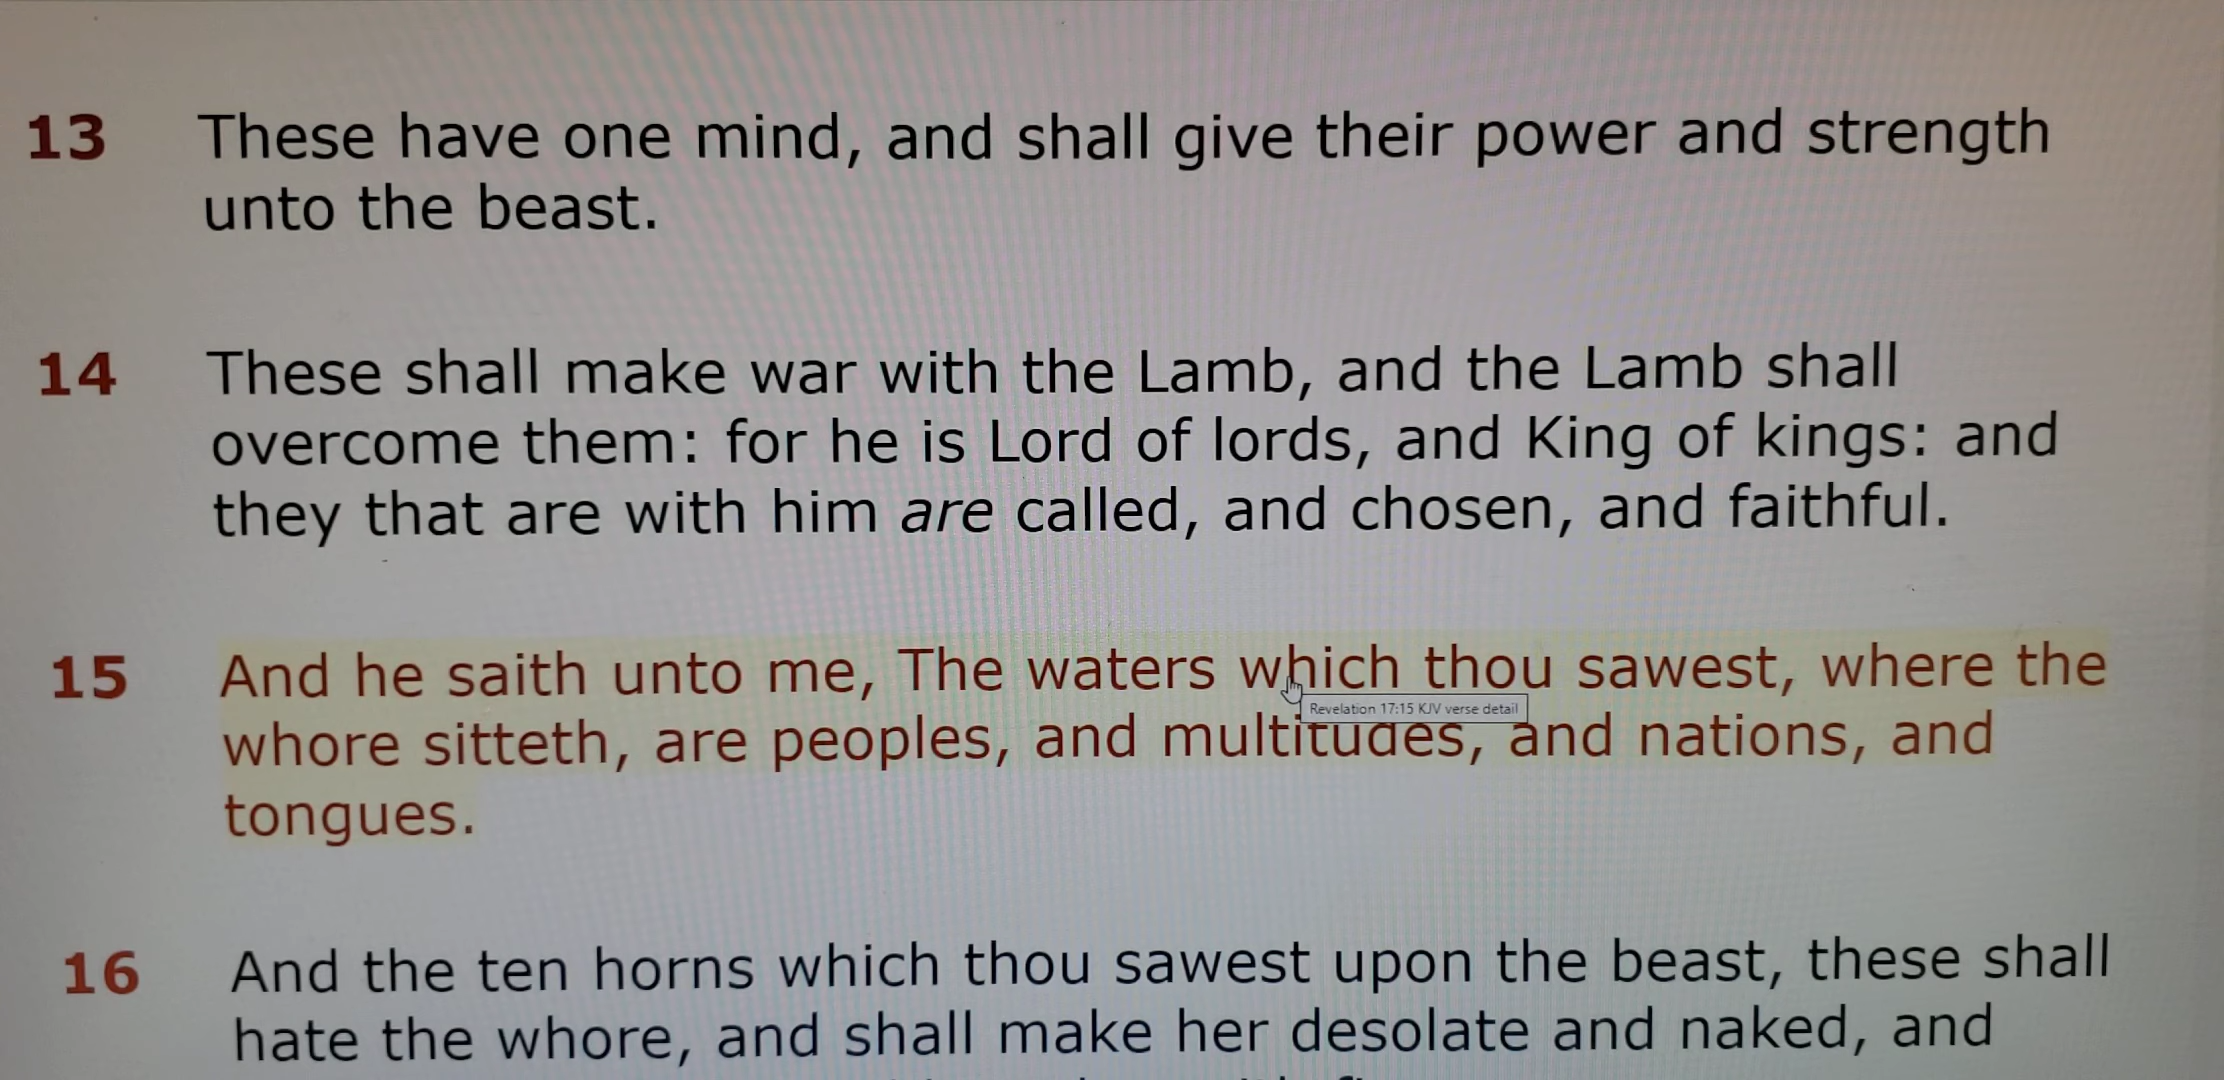 13 These have one mind, and shall give their power and strength
unto the beast.
14 These shall make war with the Lamb, and the Lamb shall
overcome them: for he is Lord of lords, and King of kings: and
they that are with him are called, and chosen, and faithful.
15 And he saith unto me, The waters which thou sawest, where the
Revelation 17:15 KJV verse detail
whore sitteth, are peoples, and multitudes, and nations, and
tongues.
16 And the ten horns which thou sawest upon the beast, these shall
hate the whore, and shall make her desolate and naked, and